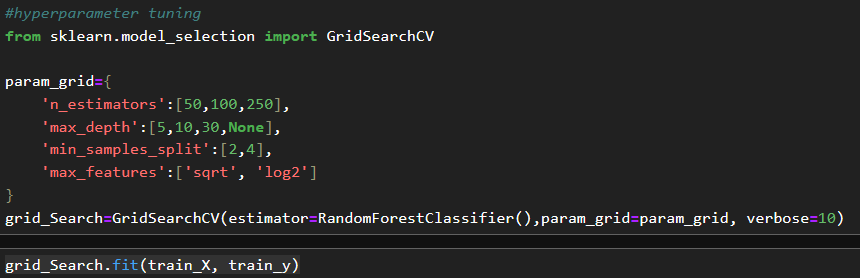 #hyperparameter tuning
from sklearn.model_selection import GridSearchCV
param_grid={
    'n_estimators':[50,100,250],
    'max_depth':[5,10,30,None],
    'min_samples_split':[2,4],
    'max_features':['sqrt', 'log2']
}
grid_Search=GridSearchCV(estimator=RandomForestClassifier(),param_grid=param_grid, verbose=10)
grid_Search.fit(train_X, train_y)